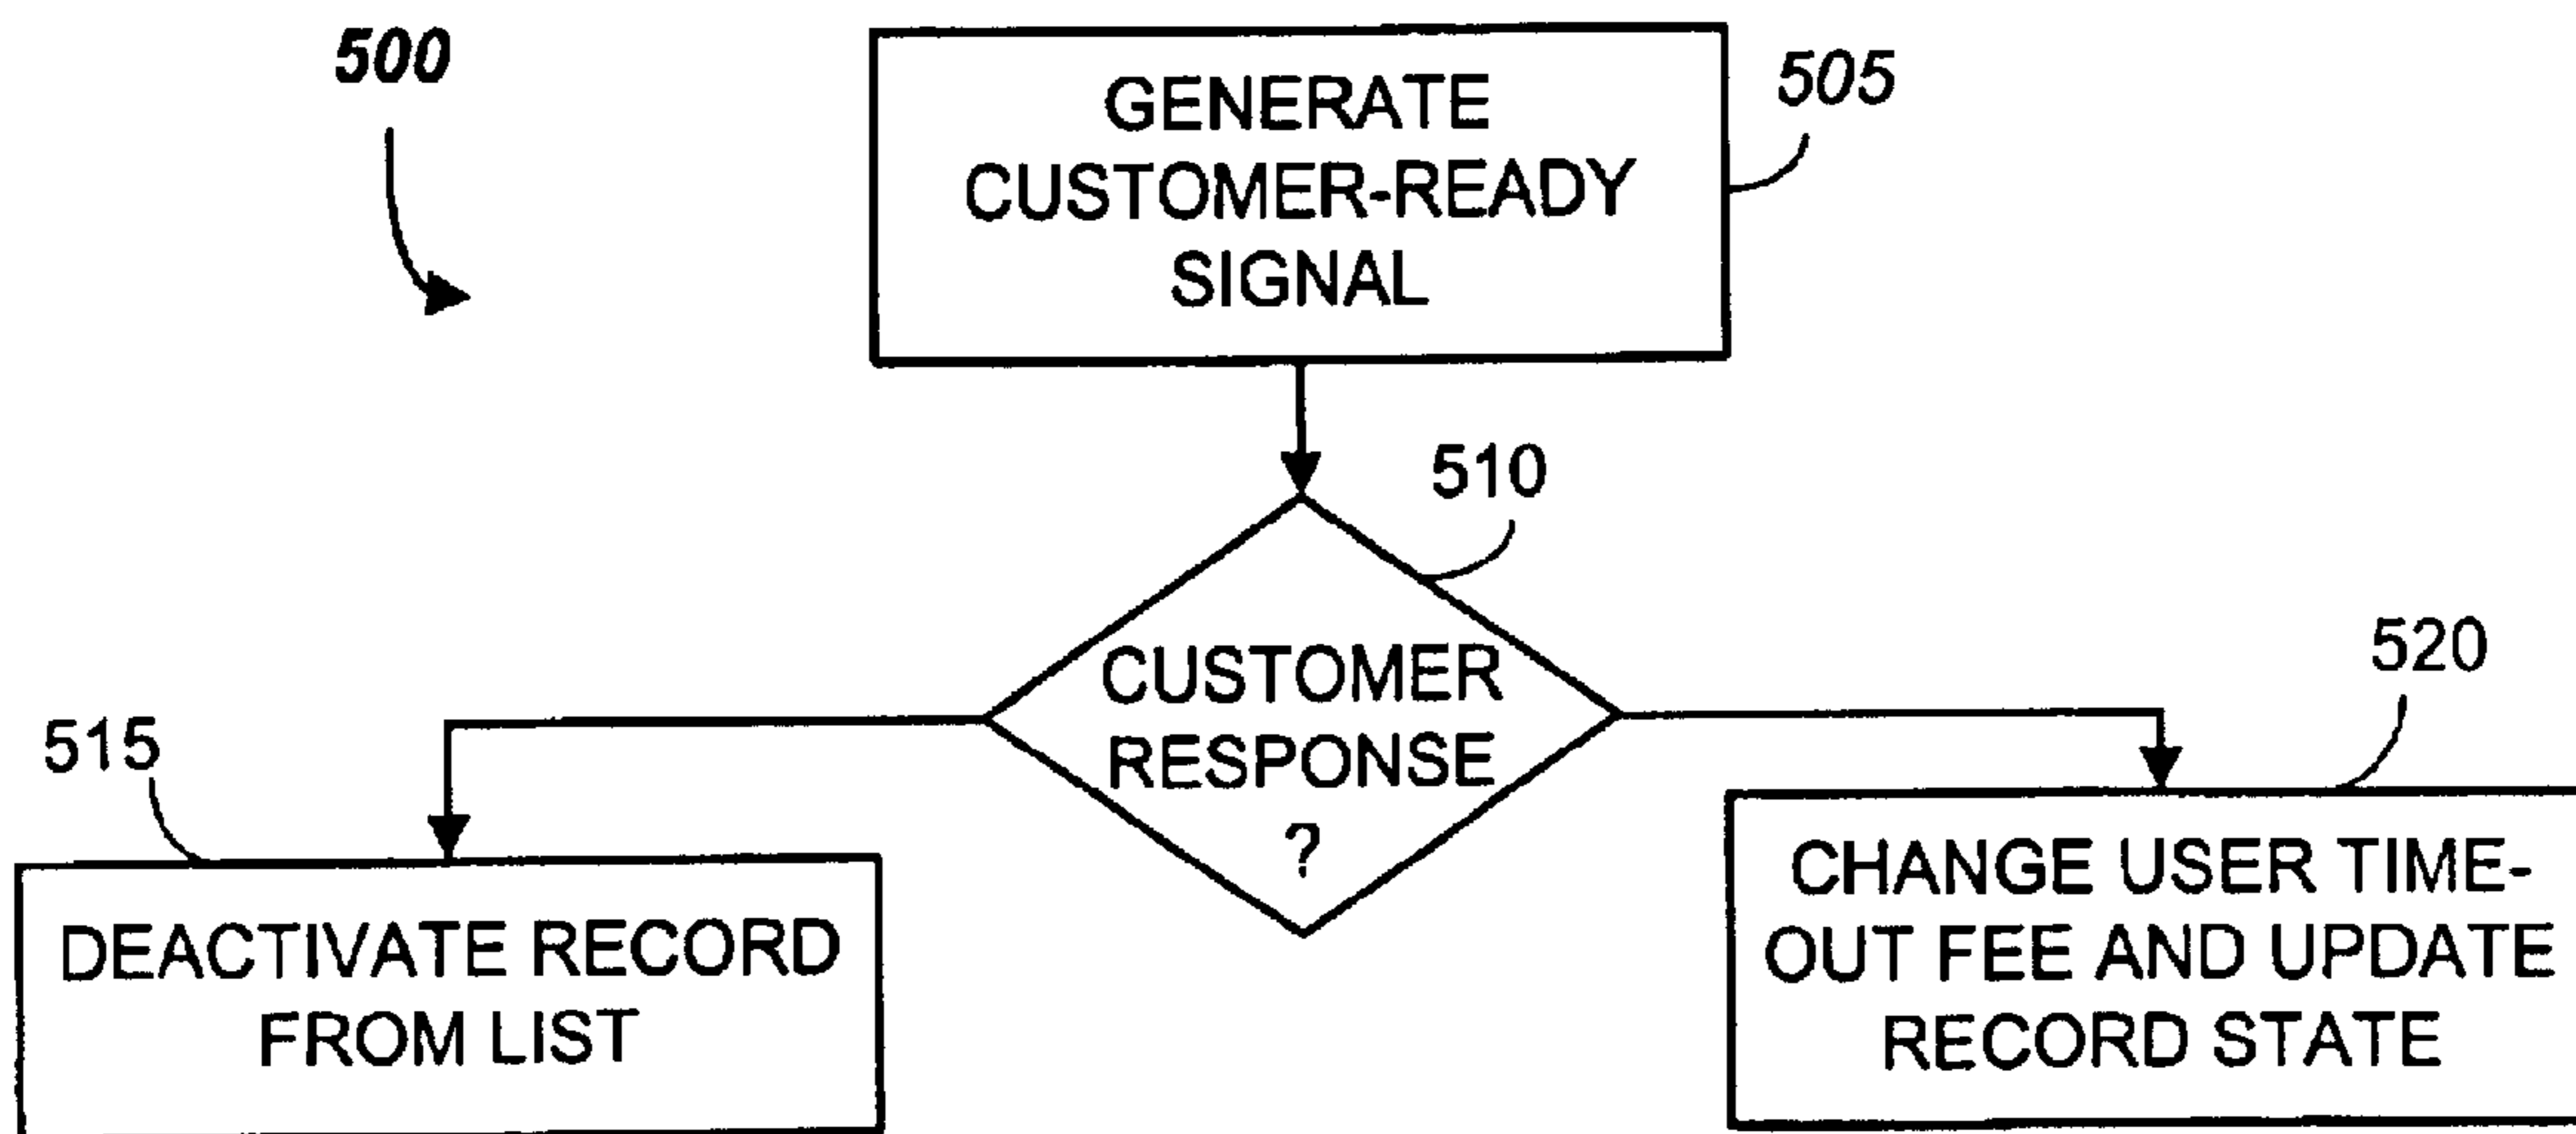 500
GENERATE
CUSTOMER-READY
SIGNAL
505
510
CUSTOMER
RESPONSE
?
515
DEACTIVATE RECORD
FROM LIST
520
CHANGE USER TIME-
OUT FEE AND UPDATE
RECORD STATE